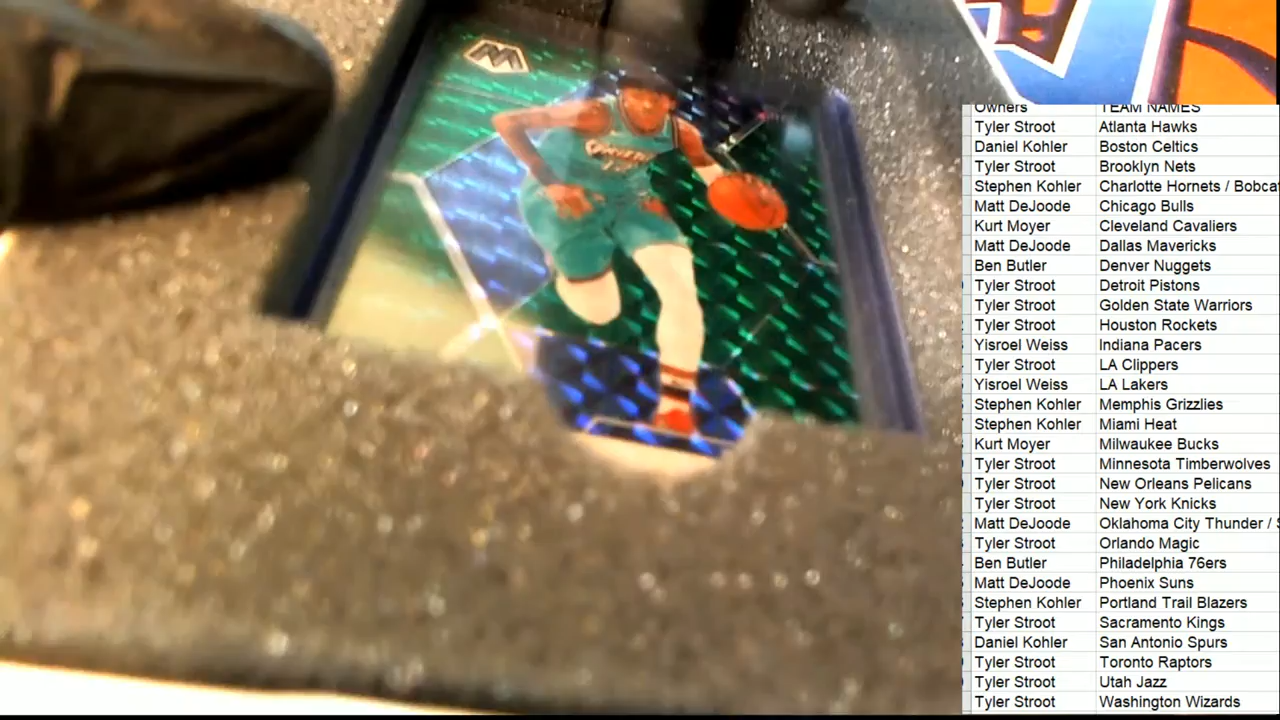 Owners TEAM NAMES
Tyler Stroot Atlanta Hawks
Daniel Kohler Boston Celtics
Tyler Stroot Brooklyn Nets
Stephen Kohler Charlotte Hornets / Bobca
Matt DeJoode Chicago Bulls
Kurt Moyer Cleveland Cavaliers
Matt DeJoode Dallas Mavericks
Ben Butler Denver Nuggets
Tyler Stroot Detroit Pistons
Tyler Stroot Golden State Warriors
Tyler Stroot Houston Rockets
Yisroel Weiss Indiana Pacers
Tyler Stroot LA Clippers
Yisroel Weiss LA Lakers
Stephen Kohler Memphis Grizzlies
Stephen Kohler Miami Heat
Kurt Moyer Milwaukee Bucks
Tyler Stroot Minnesota Timberwolves
Tyler Stroot New Orleans Pelicans
Tyler Stroot New York Knicks
Matt DeJoode Oklahoma City Thunder /
Tyler Stroot Orlando Magic
Ben Butler Philadelphia 76ers
Matt DeJoode Phoenix Suns
Stephen Kohler Portland Trail Blazers
Tyler Stroot Sacramento Kings
Daniel Kohler San Antonio Spurs
Tyler Stroot Toronto Raptors
Tyler Stroot Utah Jazz
Tyler Stroot Washington Wizards